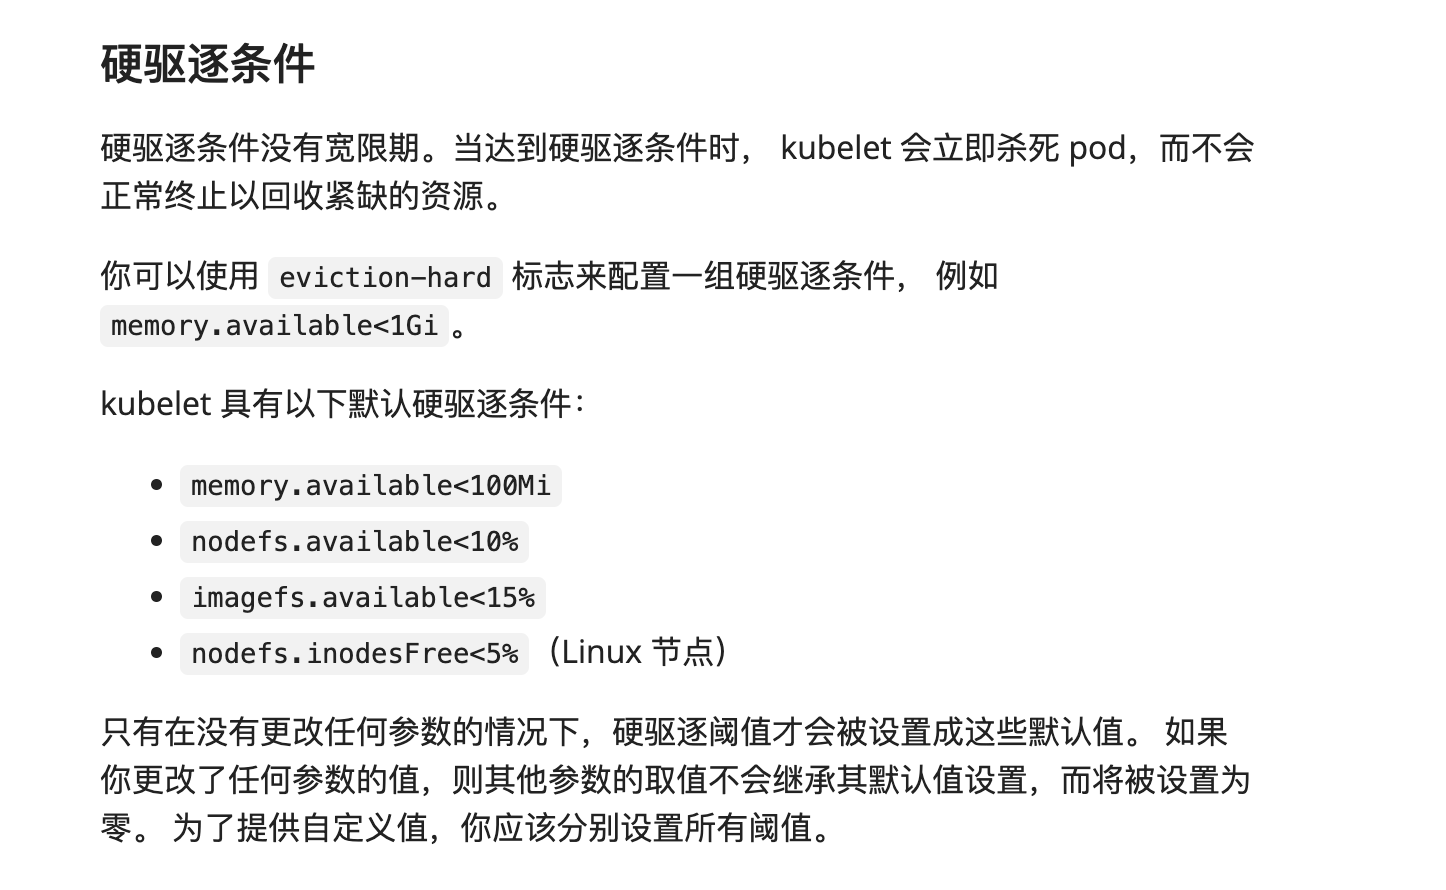 硬驱逐条件
硬驱逐条件没有宽限期。当达到硬驱逐条件时， kubelet 会立即杀死 pod，而不会
正常终止以回收紧缺的资源。
你可以使用 eviction-hard 标志来配置一组硬驱逐条件， 例如
memory.available<1Gi 。
kubelet 具有以下默认硬驱逐条件：
• memory.available<100Mi
• nodefs.available<10%
• imagefs.available<15%
• nodefs.inodesFree<5%（Linux 节点）
只有在没有更改任何参数的情况下，硬驱逐阈值才会被设置成这些默认值。 如果
你更改了任何参数的值，则其他参数的取值不会继承其默认值设置，而将被设置为
零。 为了提供自定义值，你应该分别设置所有阈值。